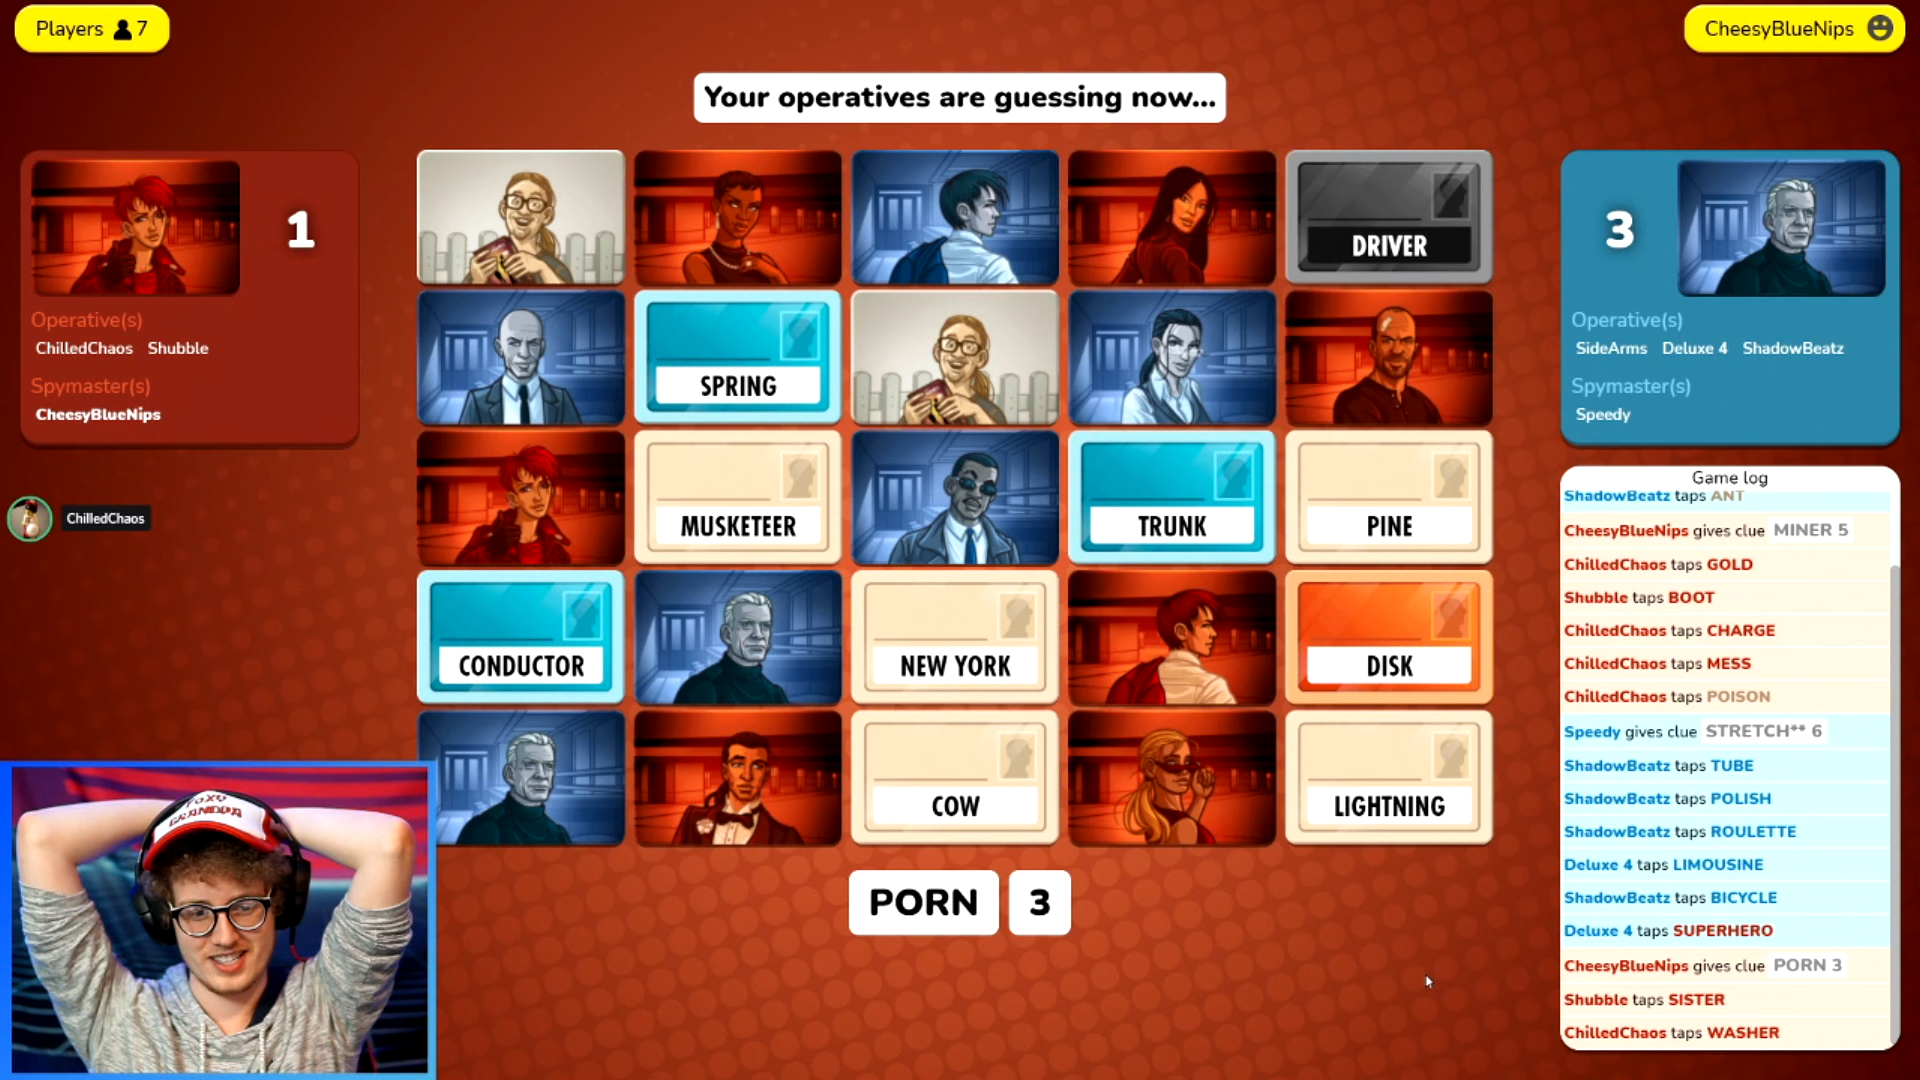 Players 7
CheesyBlueNips
Your operatives are guessing now...
1
Operative(s)
ChilledChaos Shubble
Spymaster(s)
CheesyBlueNips
ChilledChaos
DRIVER
SPRING
MUSKETEER
TRUNK
PINE
CONDUCTOR
NEW YORK
DISK
COW
LIGHTNING
PORN 3
3
Operative(s)
SideArms Deluxe 4 ShadowBeatz
Spymaster(s)
Speedy
Game log
ShadowBeatz taps ANT
CheesyBlueNips gives clue MINER 5
ChilledChaos taps GOLD
Shubble taps BOOT
ChilledChaos taps CHARGE
ChilledChaos taps MESS
ChilledChaos taps POISON
Speedy gives clue STRETCH** 6
ShadowBeatz taps TUBE
ShadowBeatz taps POLISH
ShadowBeatz taps ROULETTE
Deluxe 4 taps LIMOUSINE
ShadowBeatz taps BICYCLE
Deluxe 4 taps SUPERHERO
CheesyBlueNips gives clue PORN 3
Shubble taps SISTER
ChilledChaos taps WASHER
FOXY
GRANDPA